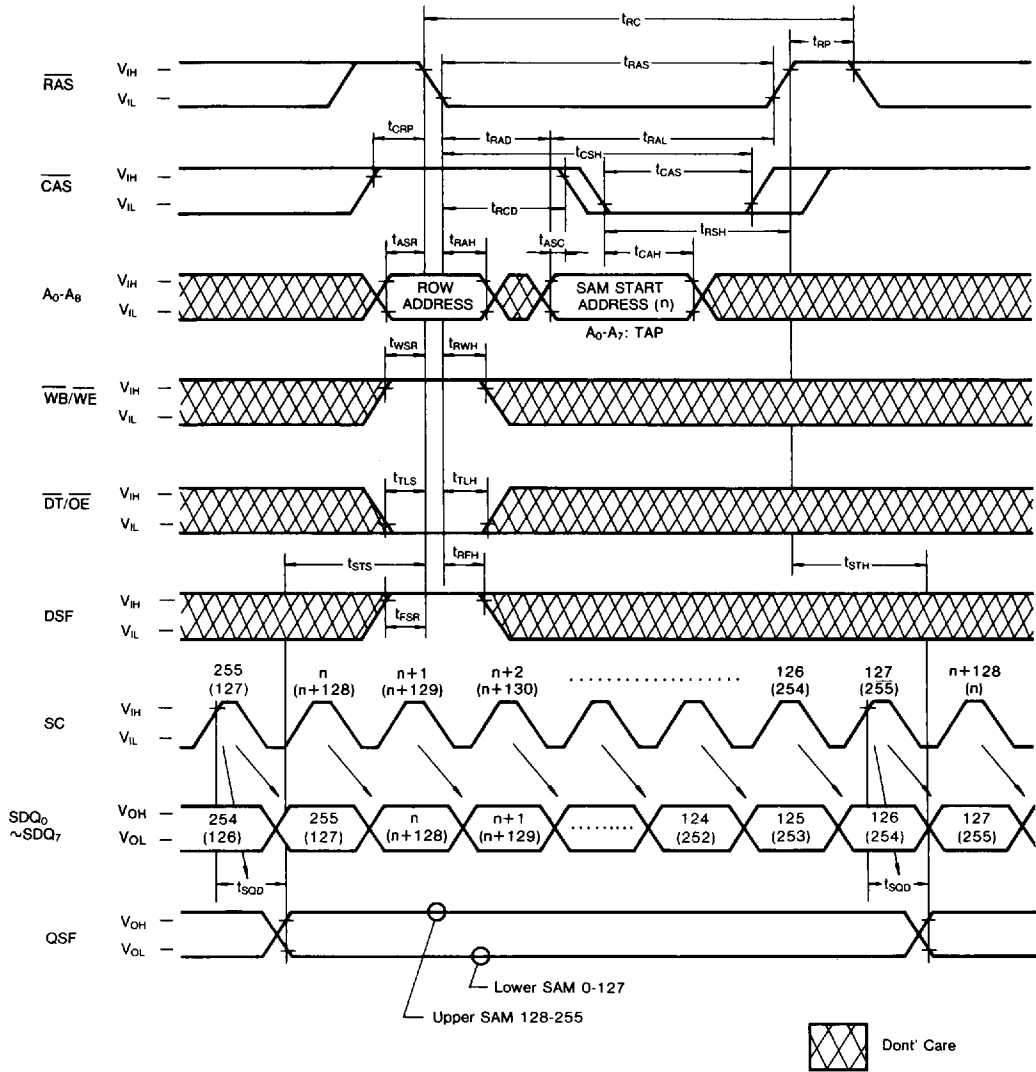 tRC
tRP
RAS VIH tRAS
VIL
tCRP tRAD tRAL
tCSH
CAS VIH tCAS
VIL tRCD tRSH
tASR tRAH tASC tCAH
A0-A8 VIH ROW ADDRESS SAM START ADDRESS (n)
VIL
A0-A7: TAP
tWSR tRWH
WB/WE VIH
VIL
tTLS tTLH
DT/OE VIH
VIL
tSTS tRFH tSTH
DSF VIH
VIL tFSR
255 n n+1 n+2 ........................ 126 127 n+128
(127) (n+128) (n+129) (n+130) (254) (255) (n)
SC VIH
VIL
SDQ0 VOH 254 255 n n+1 ......... 124 125 126 127
~SDQ7 VOL (126) (127) (n+128) (n+129) (252) (253) (254) (255)
tSQD tSQD
QSF VOH
VOL
Lower SAM 0-127
Upper SAM 128-255
Dont' Care